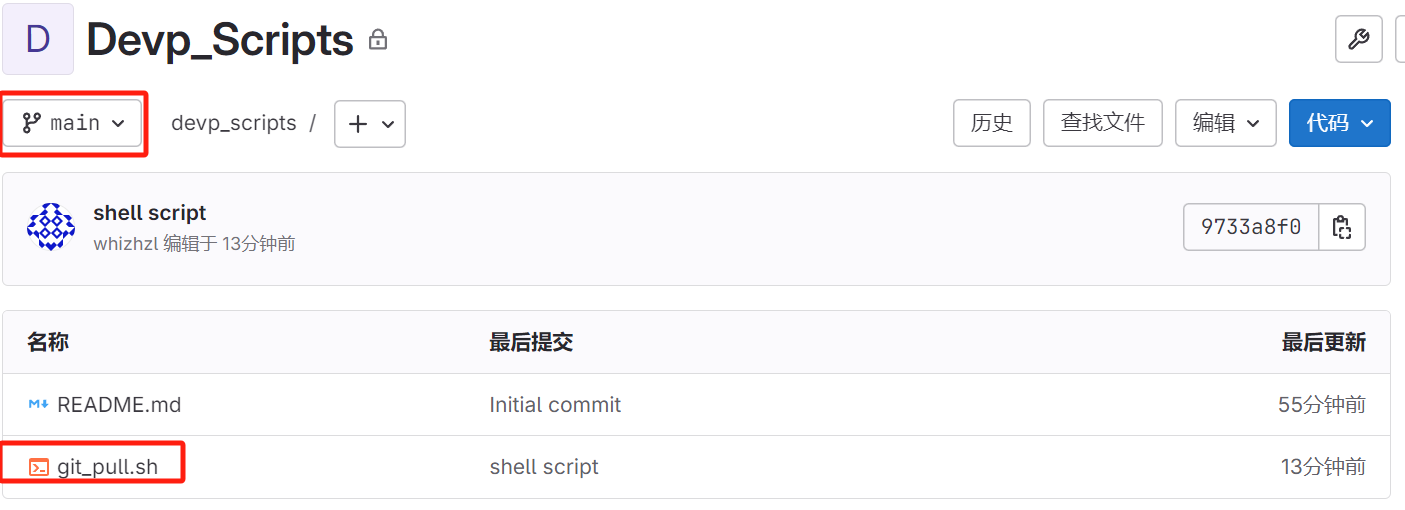 D Devp_Scripts
main devp_scripts / 历史 查找文件 编辑 代码
shell script
whizhzl 编辑于 13分钟前
9733a8f0
名称 最后提交 最后更新
README.md Initial commit 55分钟前
git_pull.sh shell script 13分钟前